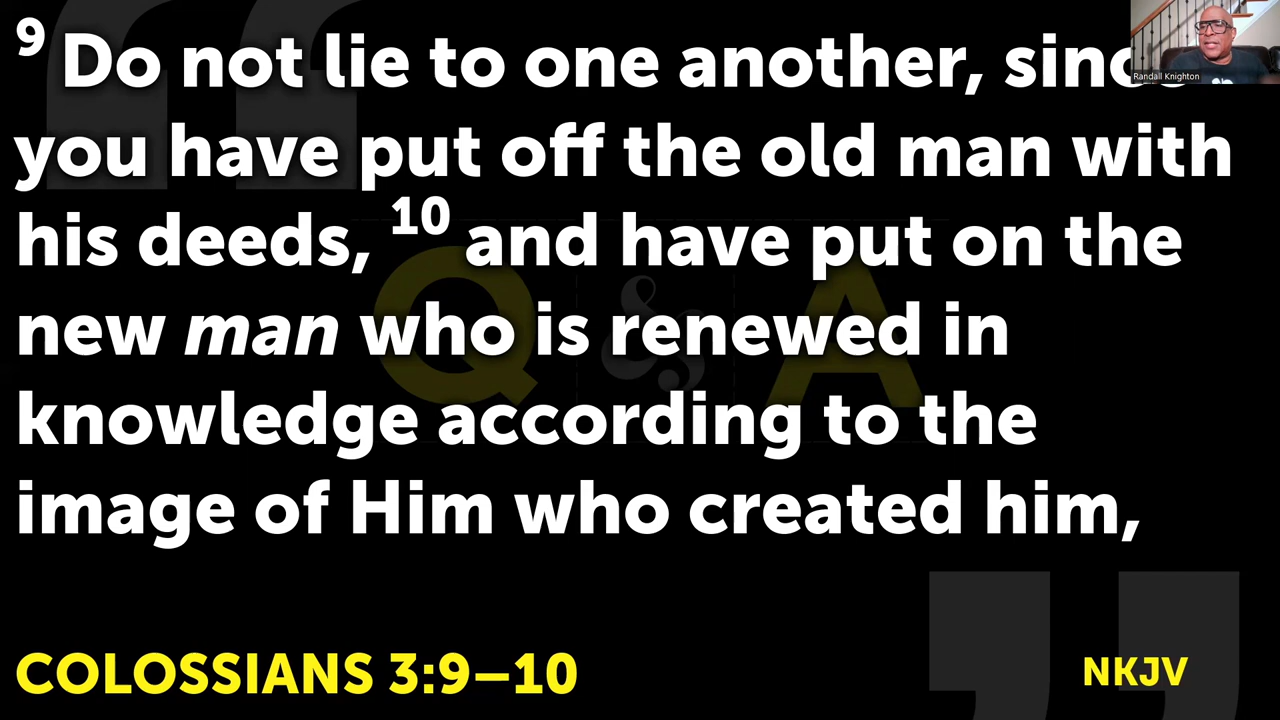 9 Do not lie to one another, since
you have put off the old man with
his deeds, 10 and have put on the
new man who is renewed in
knowledge according to the
image of Him who created him,
COLOSSIANS 3:9–10
NKJV
Randall Knighton
Q & A